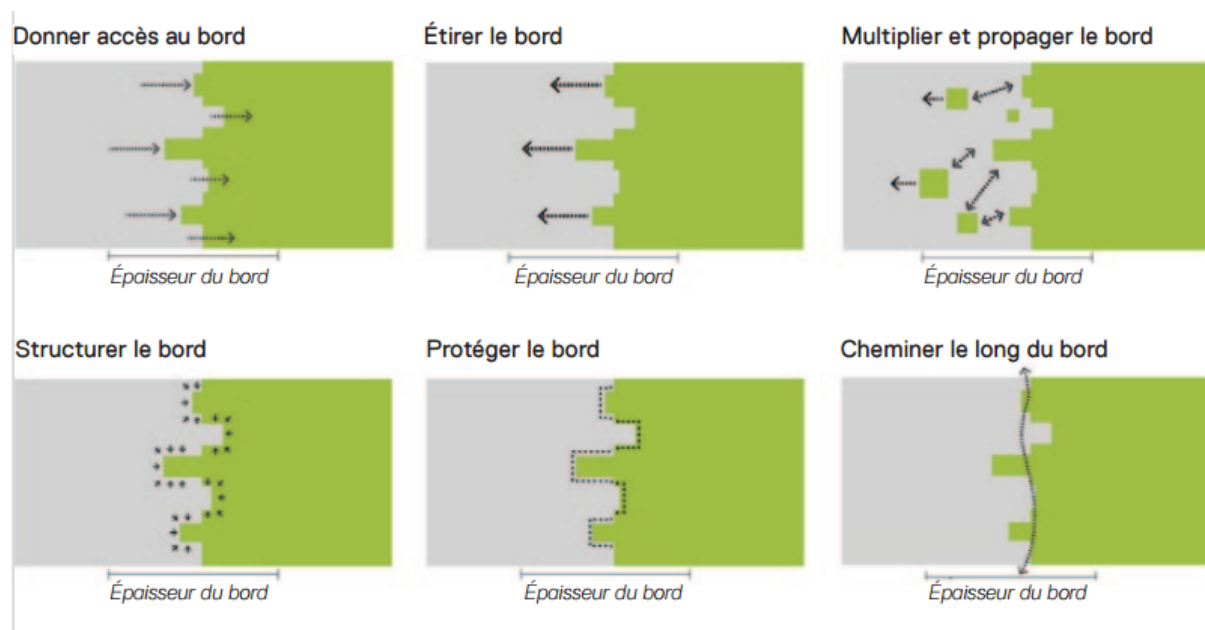 Donner accès au bord
Étirer le bord
Multiplier et propager le bord
Épaisseur du bord
Épaisseur du bord
Épaisseur du bord
Structurer le bord
Protéger le bord
Cheminer le long du bord
Épaisseur du bord
Épaisseur du bord
Épaisseur du bord